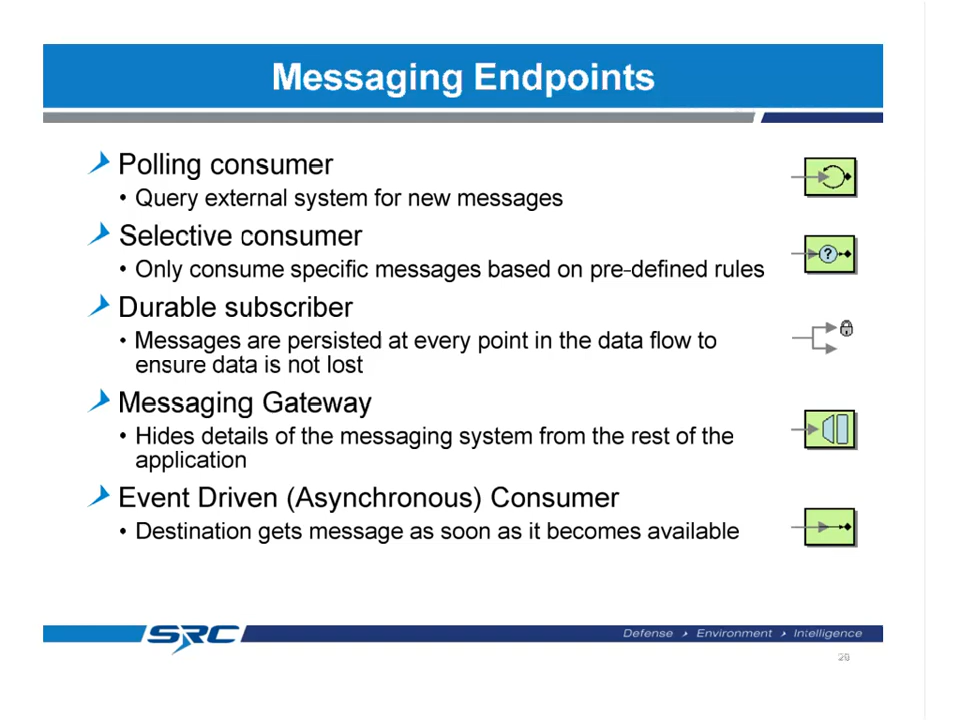 Messaging Endpoints
Polling consumer
• Query external system for new messages
Selective consumer
• Only consume specific messages based on pre-defined rules
?
Durable subscriber
• Messages are persisted at every point in the data flow to
ensure data is not lost
Messaging Gateway
• Hides details of the messaging system from the rest of the
application
Event Driven (Asynchronous) Consumer
• Destination gets message as soon as it becomes available
SRC
Defense Environment Intelligence